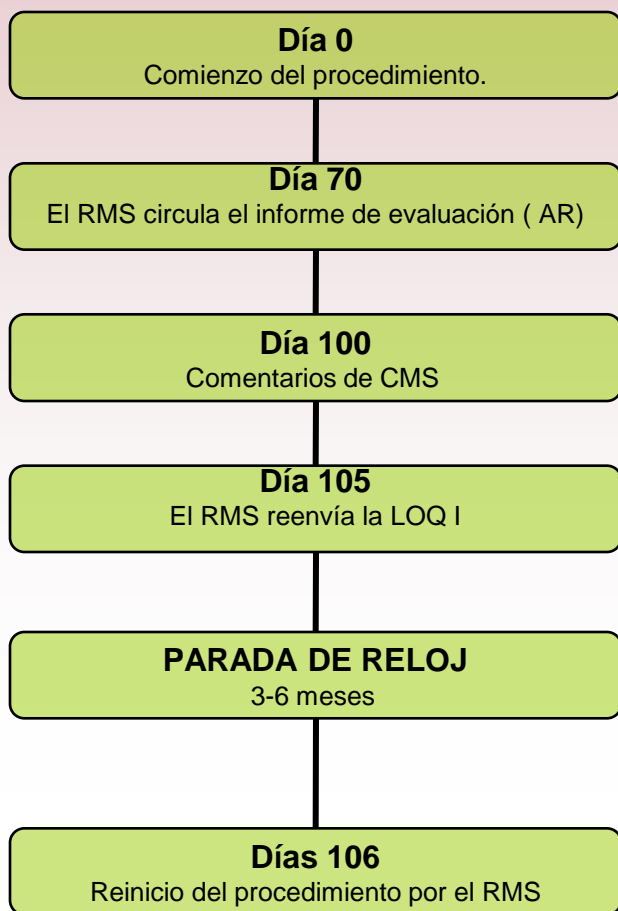 Día 0
Comienzo del procedimiento.
Día 70
El RMS circula el informe de evaluación ( AR)
Día 100
Comentarios de CMS
Día 105
El RMS reenvía la LOQ I
PARADA DE RELOJ
3-6 meses
Días 106
Reinicio del procedimiento por el RMS